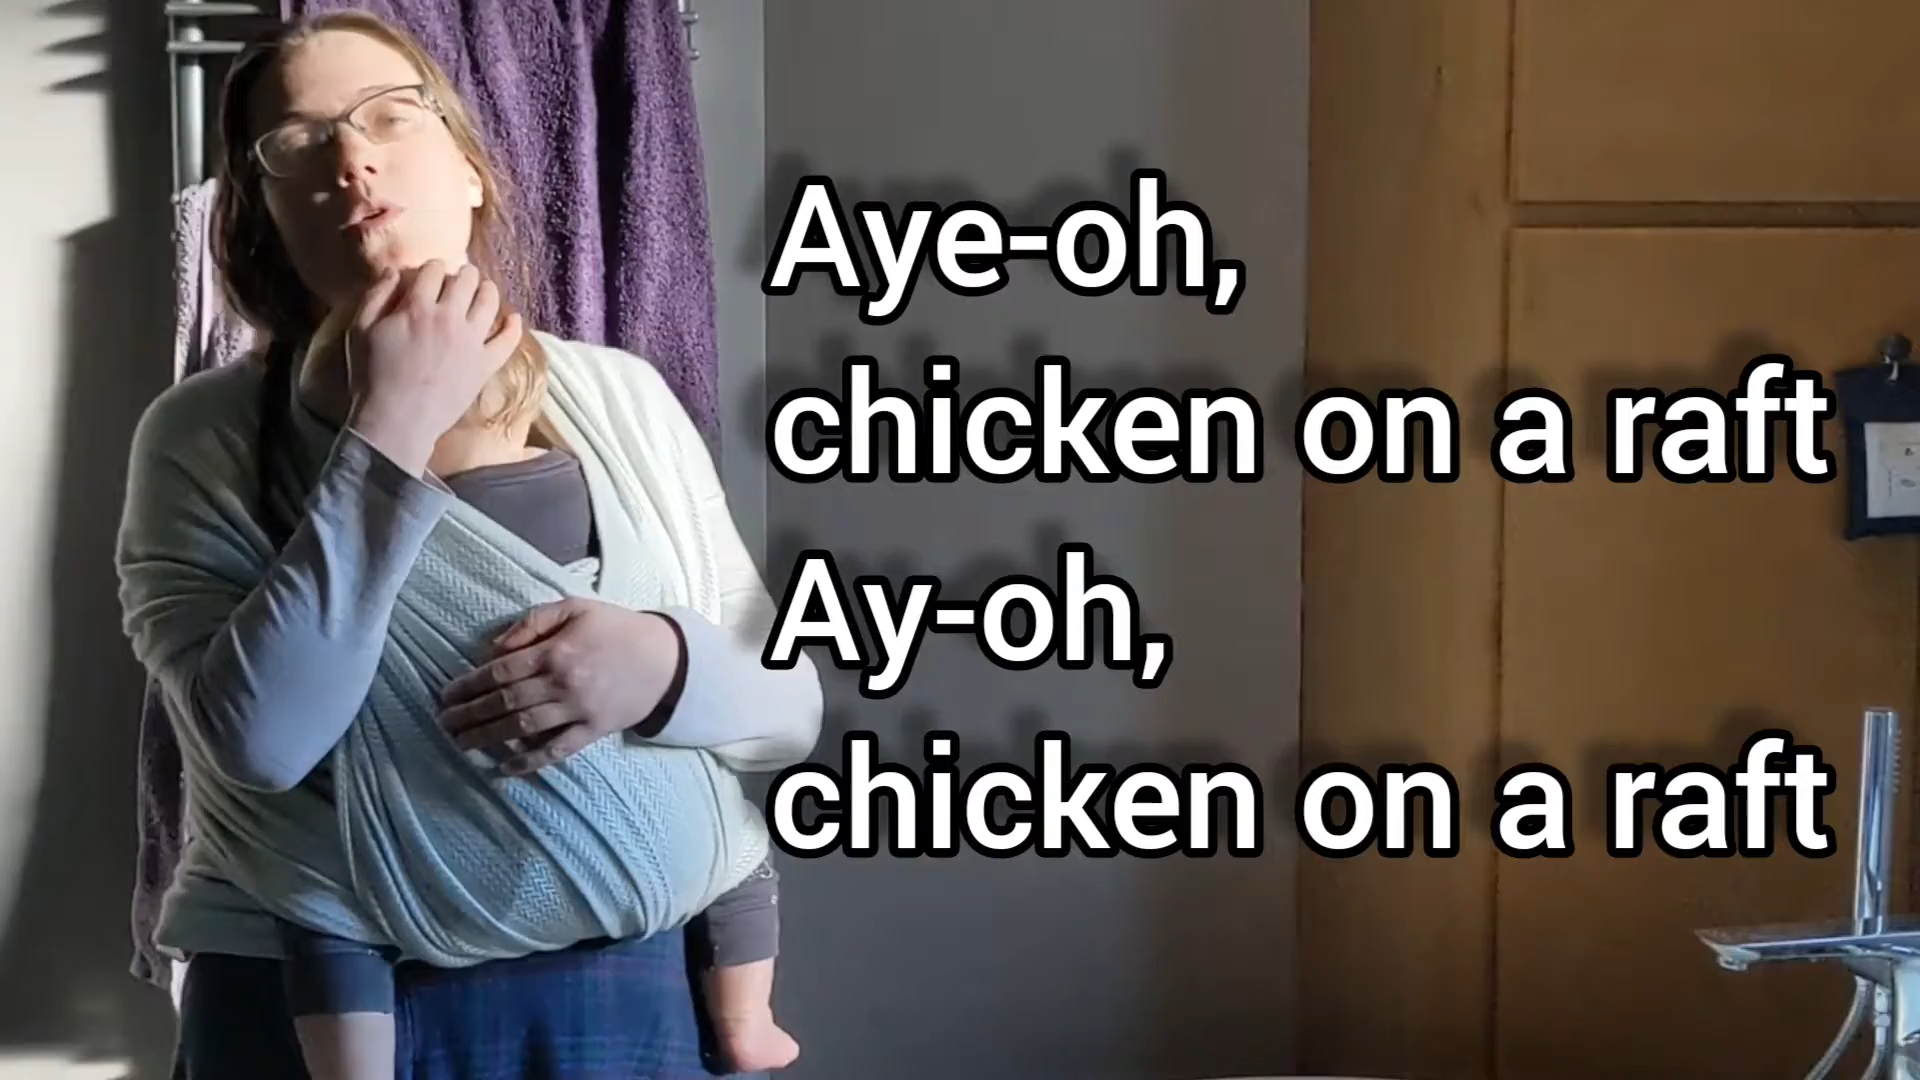 Aye-oh,
chicken on a raft
Ay-oh,
chicken on a raft